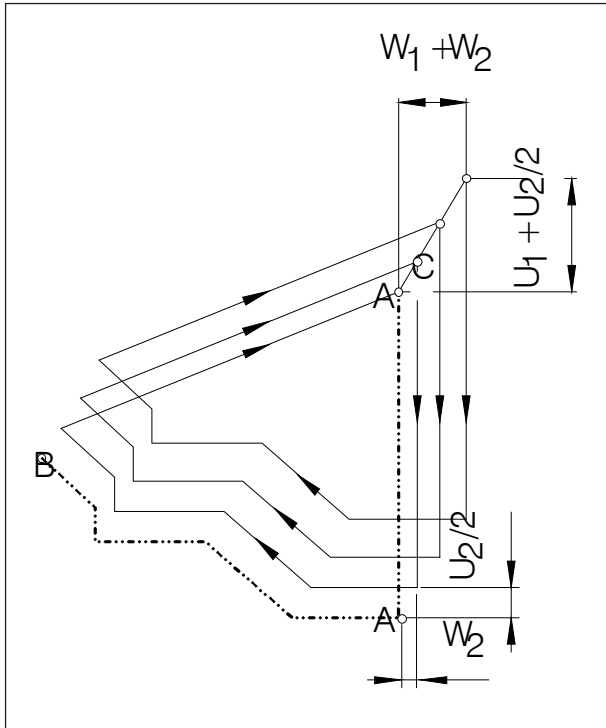 W₁ +W₂
U₁ + U₂/2
C
A
B
U₂/2
A
W₂